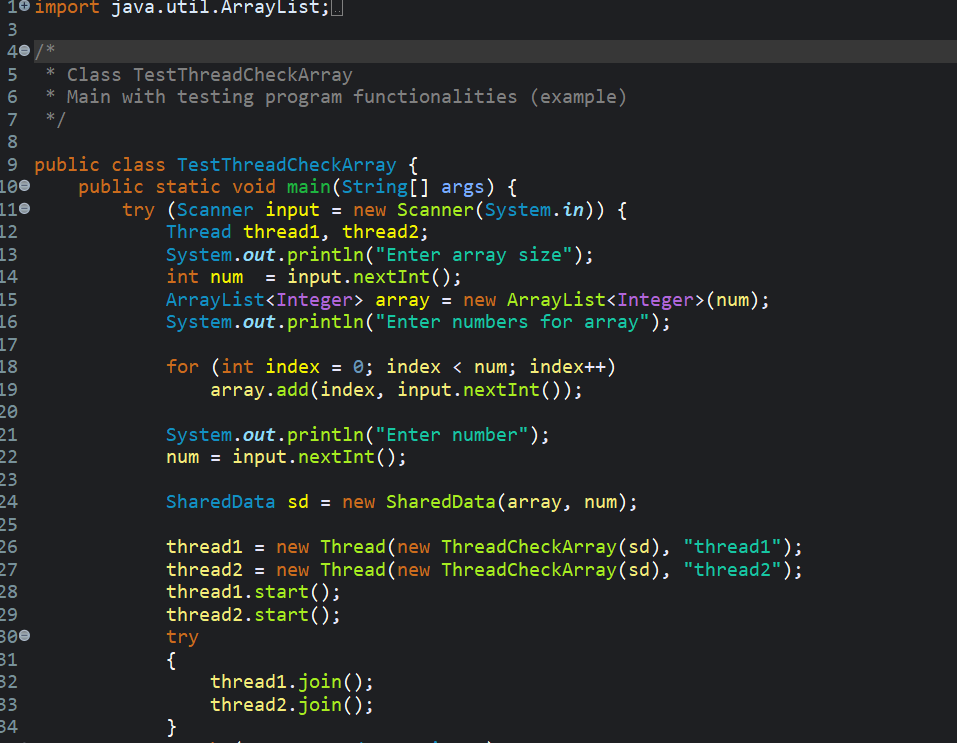 1 import java.util.ArrayList;
3
4 /*
5  * Class TestThreadCheckArray
6  * Main with testing program functionalities (example)
7  */
8
9 public class TestThreadCheckArray {
10     public static void main(String[] args) {
11         try (Scanner input = new Scanner(System.in)) {
12             Thread thread1, thread2;
13             System.out.println("Enter array size");
14             int num  = input.nextInt();
15             ArrayList<Integer> array = new ArrayList<Integer>(num);
16             System.out.println("Enter numbers for array");
17
18             for (int index = 0; index < num; index++)
19                 array.add(index, input.nextInt());
20
21             System.out.println("Enter number");
22             num = input.nextInt();
23
24             SharedData sd = new SharedData(array, num);
25
26             thread1 = new Thread(new ThreadCheckArray(sd), "thread1");
27             thread2 = new Thread(new ThreadCheckArray(sd), "thread2");
28             thread1.start();
29             thread2.start();
30             try
31             {
32                 thread1.join();
33                 thread2.join();
34             }